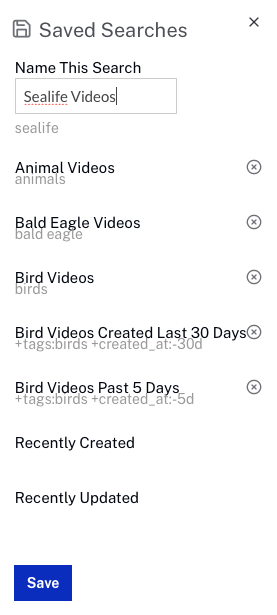 Saved Searches
Name This Search
Sealife Videos
sealife
Animal Videos
animals
Bald Eagle Videos
bald eagle
Bird Videos
birds
Bird Videos Created Last 30 Days
+tags:birds +created_at:-30d
Bird Videos Past 5 Days
+tags:birds +created_at:-5d
Recently Created
Recently Updated
Save